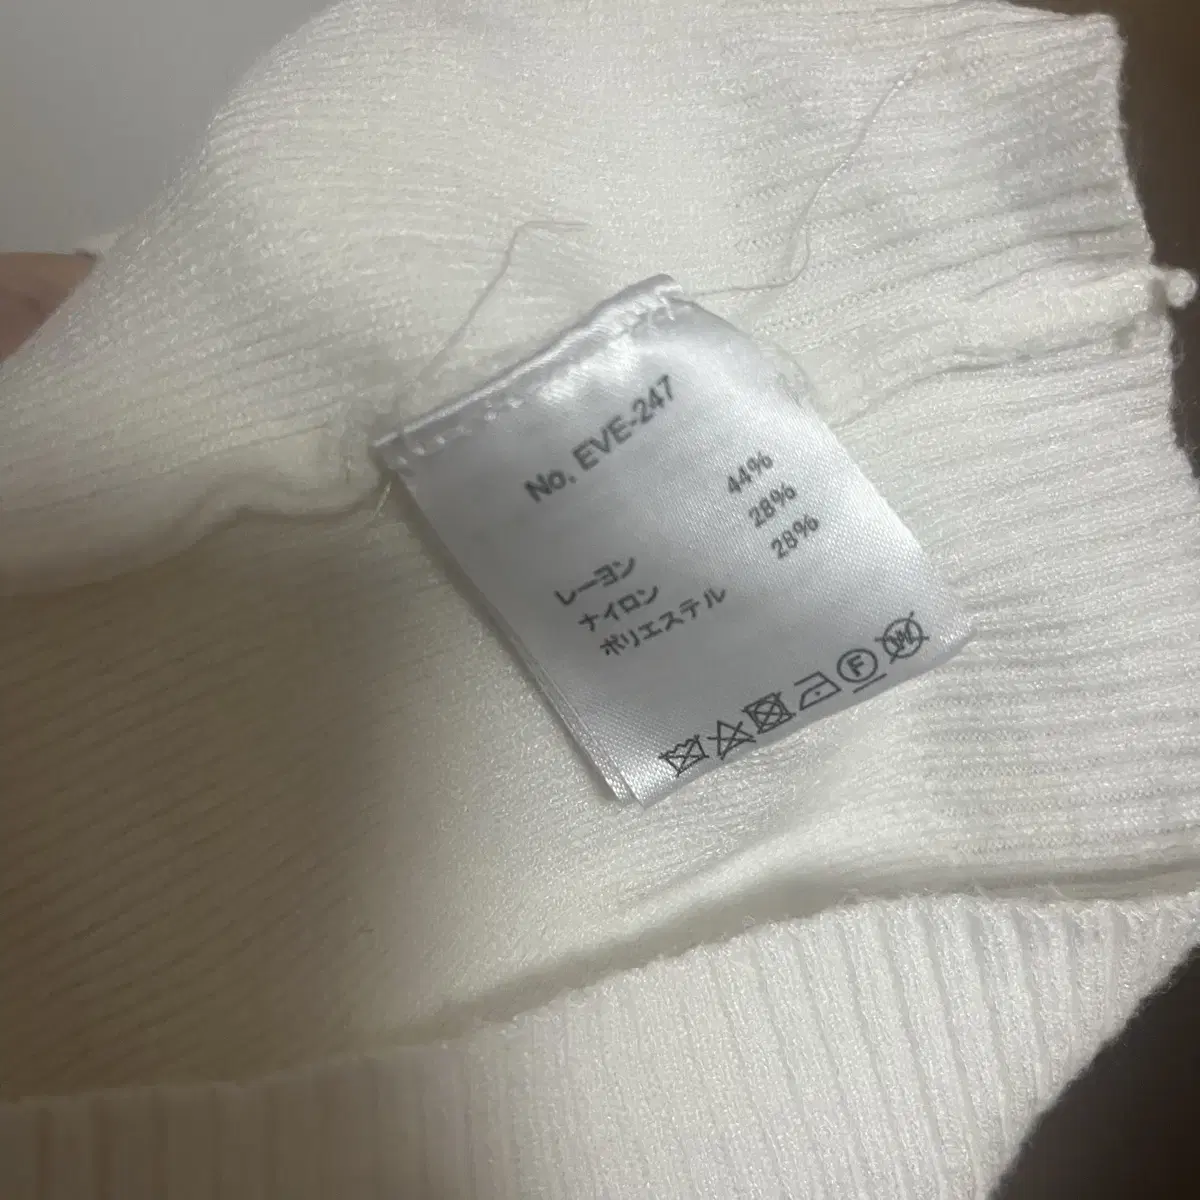 No. EVE-247
レーヨン 44%
ナイロン 28%
ポリエステル 28%
F W